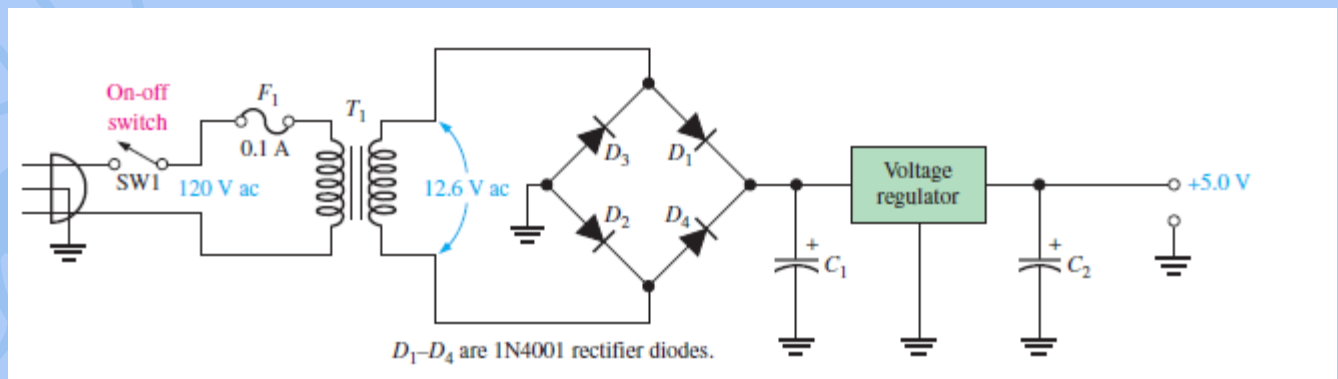 On-off
switch
SW1
120 V ac
F1
0.1 A
T1
12.6 V ac
D3
D1
D2
D4
D1–D4 are 1N4001 rectifier diodes.
+
C1
Voltage
regulator
+
C2
+5.0 V